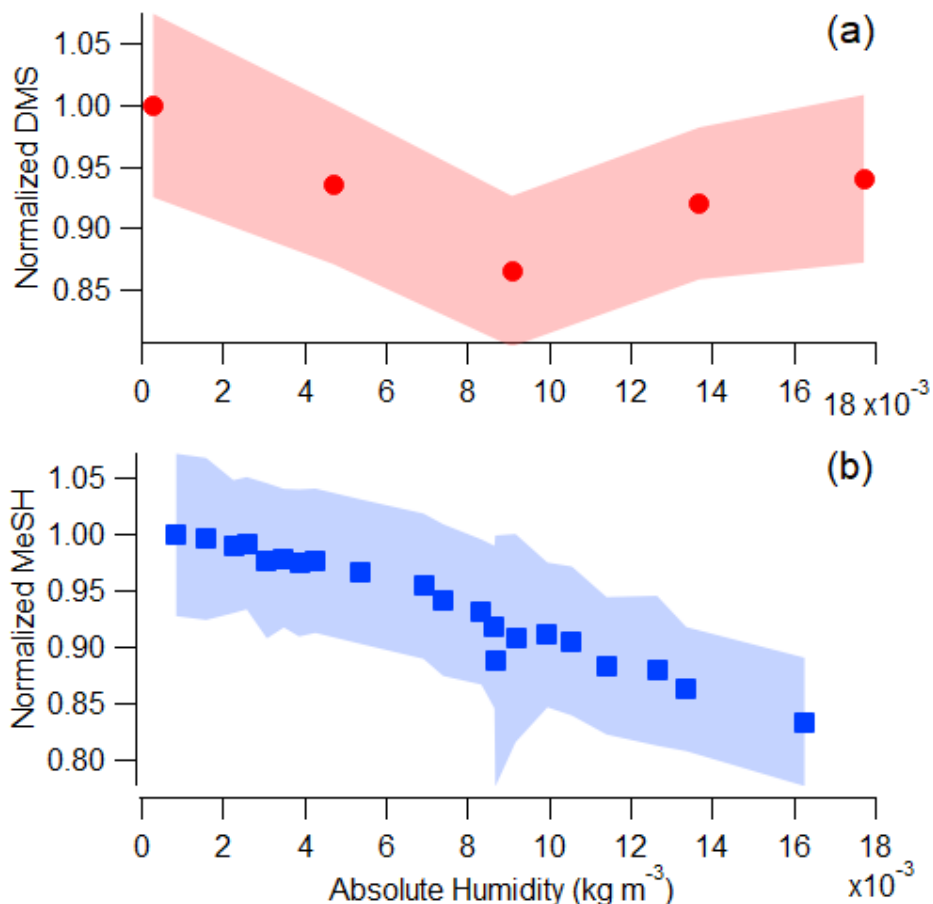 (a)
Normalized DMS
1.05
1.00
0.95
0.90
0.85
0 2 4 6 8 10 12 14 16 18 x10⁻³
(b)
Normalized MeSH
1.05
1.00
0.95
0.90
0.85
0.80
0 2 4 6 8 10 12 14 16 18
Absolute Humidity (kg m⁻³) x10⁻³